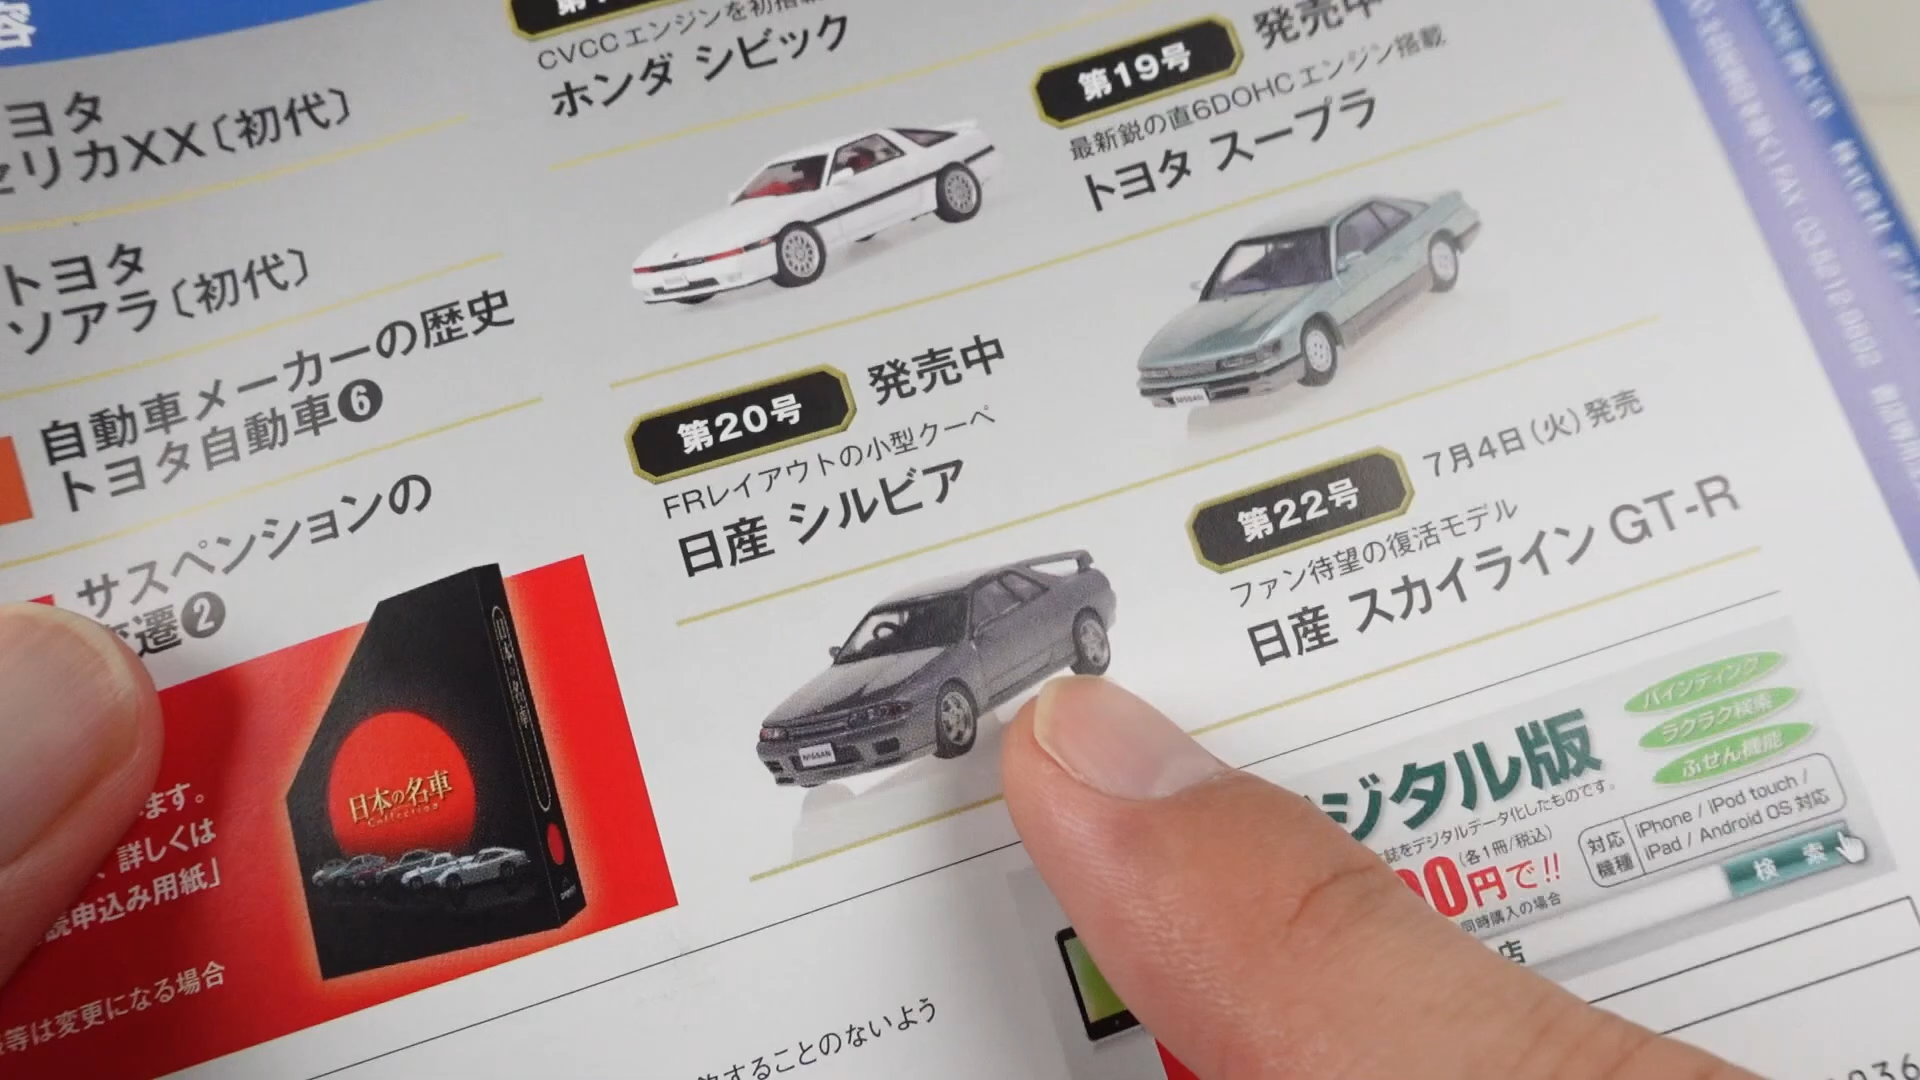 容
トヨタ
セリカXX〔初代〕
トヨタ
ソアラ〔初代〕
自動車メーカーの歴史
トヨタ自動車❻
サスペンションの
変遷❷
CVCCエンジンを初搭載
ホンダ シビック
第19号
発売中
最新鋭の直6DOHCエンジン搭載
トヨタ スープラ
第20号
発売中
FRレイアウトの小型クーペ
日産 シルビア
NISSAN
第22号
7月4日(火)発売
ファン待望の復活モデル
日産 スカイライン GT-R
NISSAN
日本の名車
Collection
日本の名車
ます。
、詳しくは
読申込み用紙」
等は変更になる場合
バインディング
ラクラク検索
ふせん機能
ジタル版
誌をデジタルデータ化したものです。
(各1冊/税込)
00円で!!
同時購入の場合
対応
機種
iPhone / iPod touch /
iPad / Android OS 対応
検 索
店
することのないよう
036